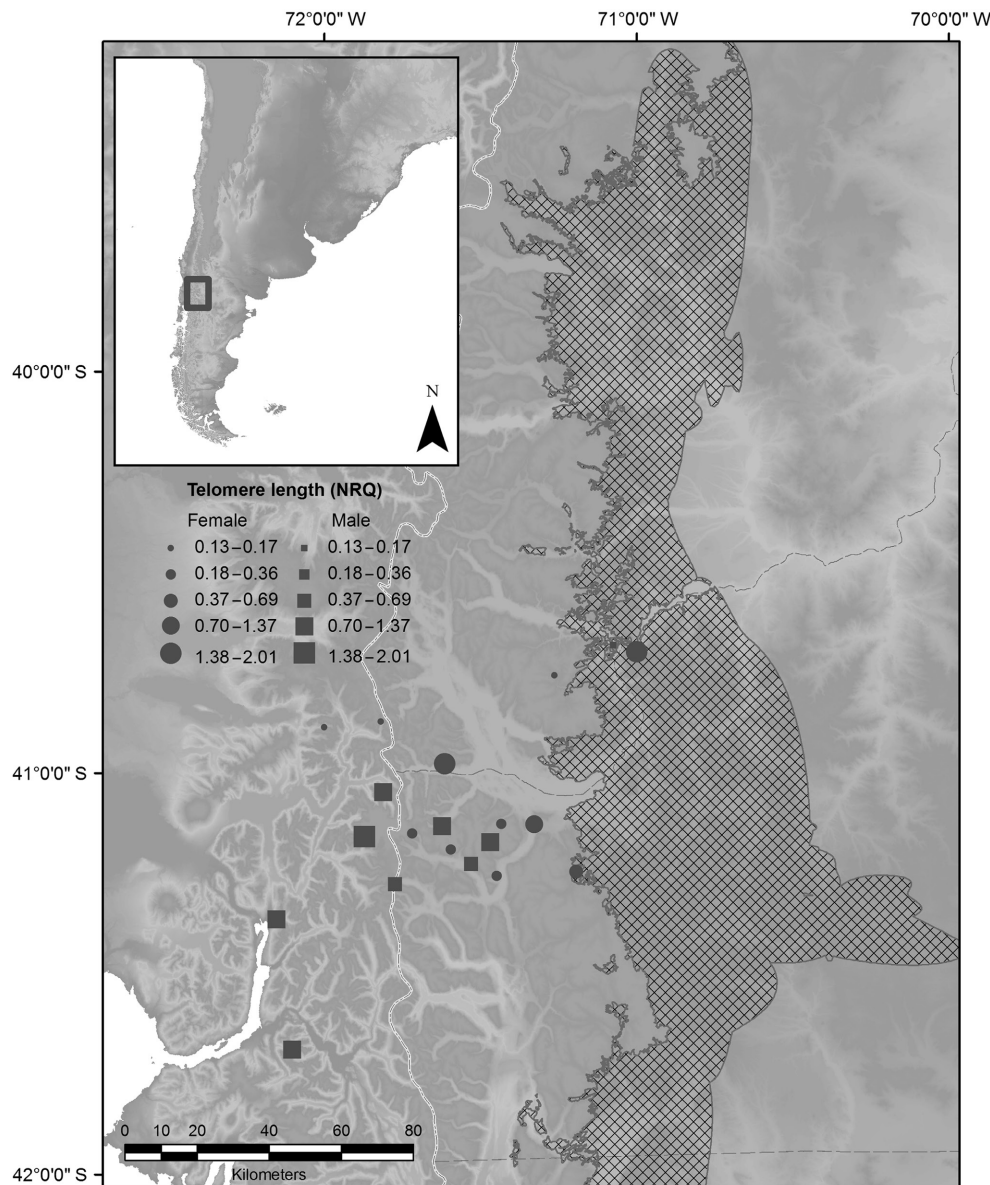 72°0'0" W 71°0'0" W 70°0'0" W
N
40°0'0" S
Telomere length (NRQ)
Female Male
0.13–0.17 0.13–0.17
0.18–0.36 0.18–0.36
0.37–0.69 0.37–0.69
0.70–1.37 0.70–1.37
1.38–2.01 1.38–2.01
41°0'0" S
0 10 20 40 60 80
Kilometers
42°0'0" S